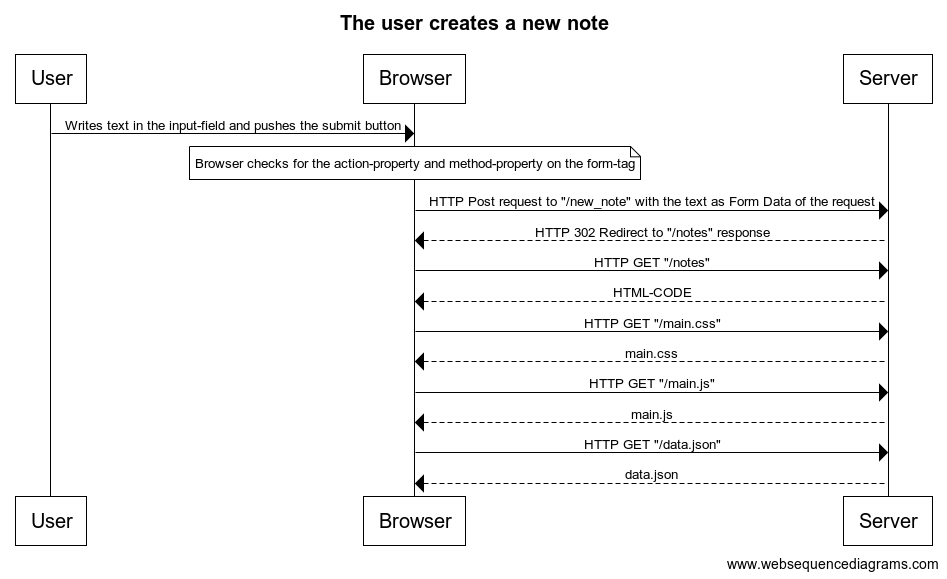 The user creates a new note
User
Browser
Server
Writes text in the input-field and pushes the submit button
Browser checks for the action-property and method-property on the form-tag
HTTP Post request to "/new_note" with the text as Form Data of the request
HTTP 302 Redirect to "/notes" response
HTTP GET "/notes"
HTML-CODE
HTTP GET "/main.css"
main.css
HTTP GET "/main.js"
main.js
HTTP GET "/data.json"
data.json
User
Browser
Server
www.websequencediagrams.com